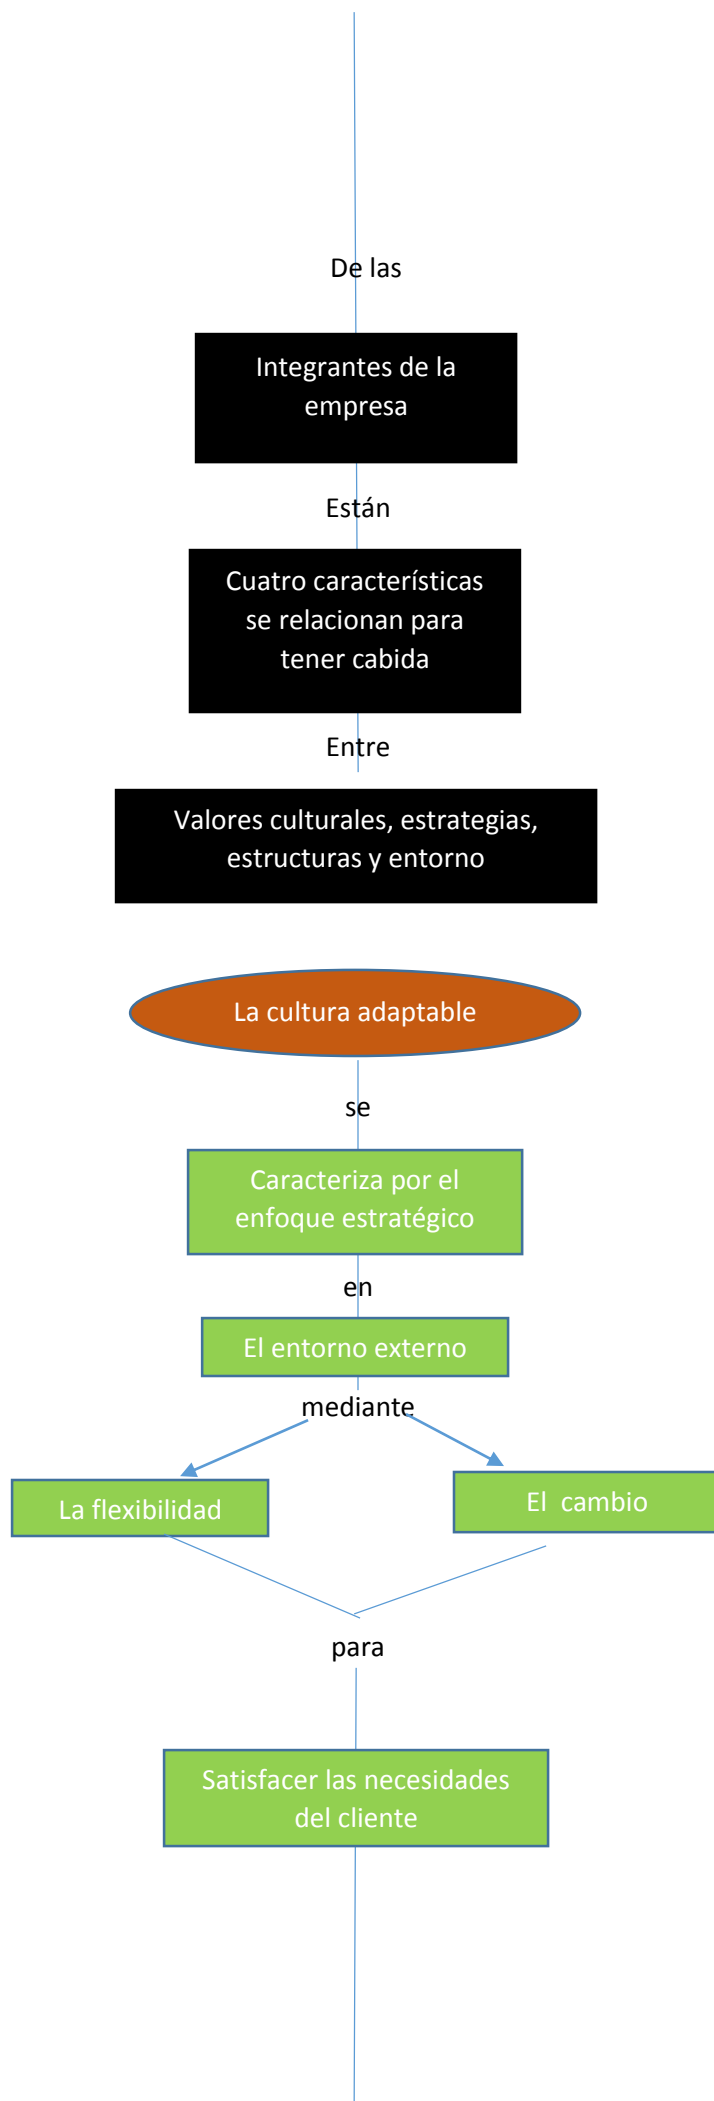 De las
Integrantes de la
empresa
Están
Cuatro características
se relacionan para
tener cabida
Entre
Valores culturales, estrategias,
estructuras y entorno
La cultura adaptable
se
Caracteriza por el
enfoque estratégico
en
El entorno externo
mediante
La flexibilidad
El  cambio
para
Satisfacer las necesidades
del cliente